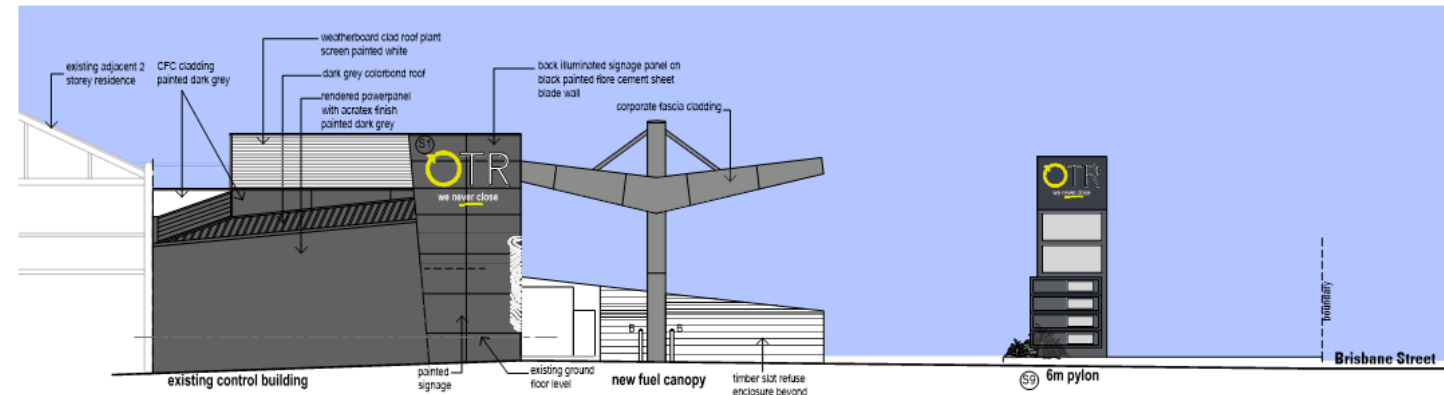 weatherboard clad roof plant
screen painted white
existing adjacent 2
storey residence
CFC cladding
painted dark grey
dark grey colorbond roof
rendered powerpanel
with acratex finish
painted dark grey
back illuminated signage panel on
black painted fibre cement sheet
blade wall
corporate fascia cladding
S1
OTR
we never close
OTR
we never close
B
B
boundary
Brisbane Street
existing control building
painted
signage
existing ground
floor level
new fuel canopy
timber slat refuse
enclosure beyond
S9
6m pylon